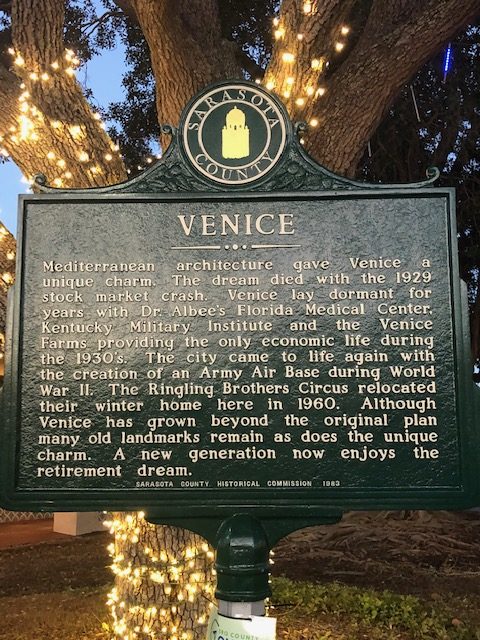 SARASOTA
COUNTY
VENICE
Mediterranean architecture gave Venice a
unique charm. The dream died with the 1929
stock market crash. Venice lay dormant for
years with Dr. Albee's Florida Medical Center,
Kentucky Military Institute and the Venice
Farms providing the only economic life during
the 1930's. The city came to life again with
the creation of an Army Air Base during World
War II. The Ringling Brothers Circus relocated
their winter home here in 1960. Although
Venice has grown beyond the original plan
many old landmarks remain as does the unique
charm. A new generation now enjoys the
retirement dream.
SARASOTA COUNTY HISTORICAL COMMISSION 1983
COUNTY